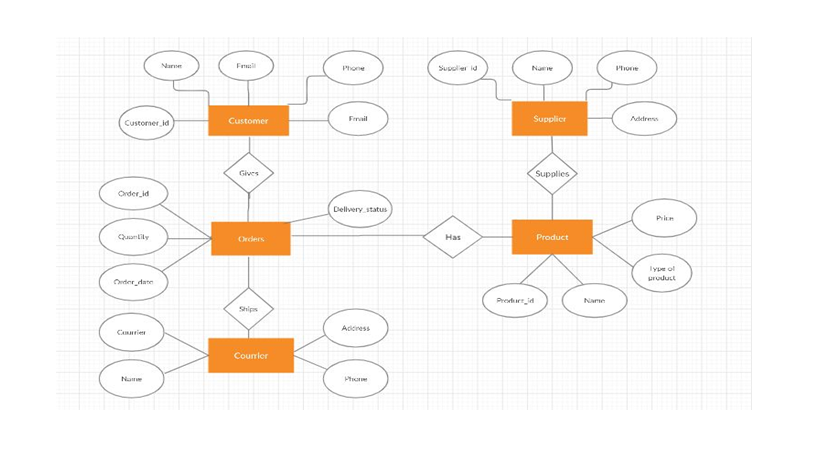 Name
Email
Phone
Supplier_id
Name
Phone
Customer_id
Customer
Email
Supplier
Address
Gives
Supplies
Order_id
Delivery_status
Price
Quantity
Orders
Has
Product
Order_date
Type of
product
Product_id
Name
Ships
Courrier
Address
Courrier
Name
Phone